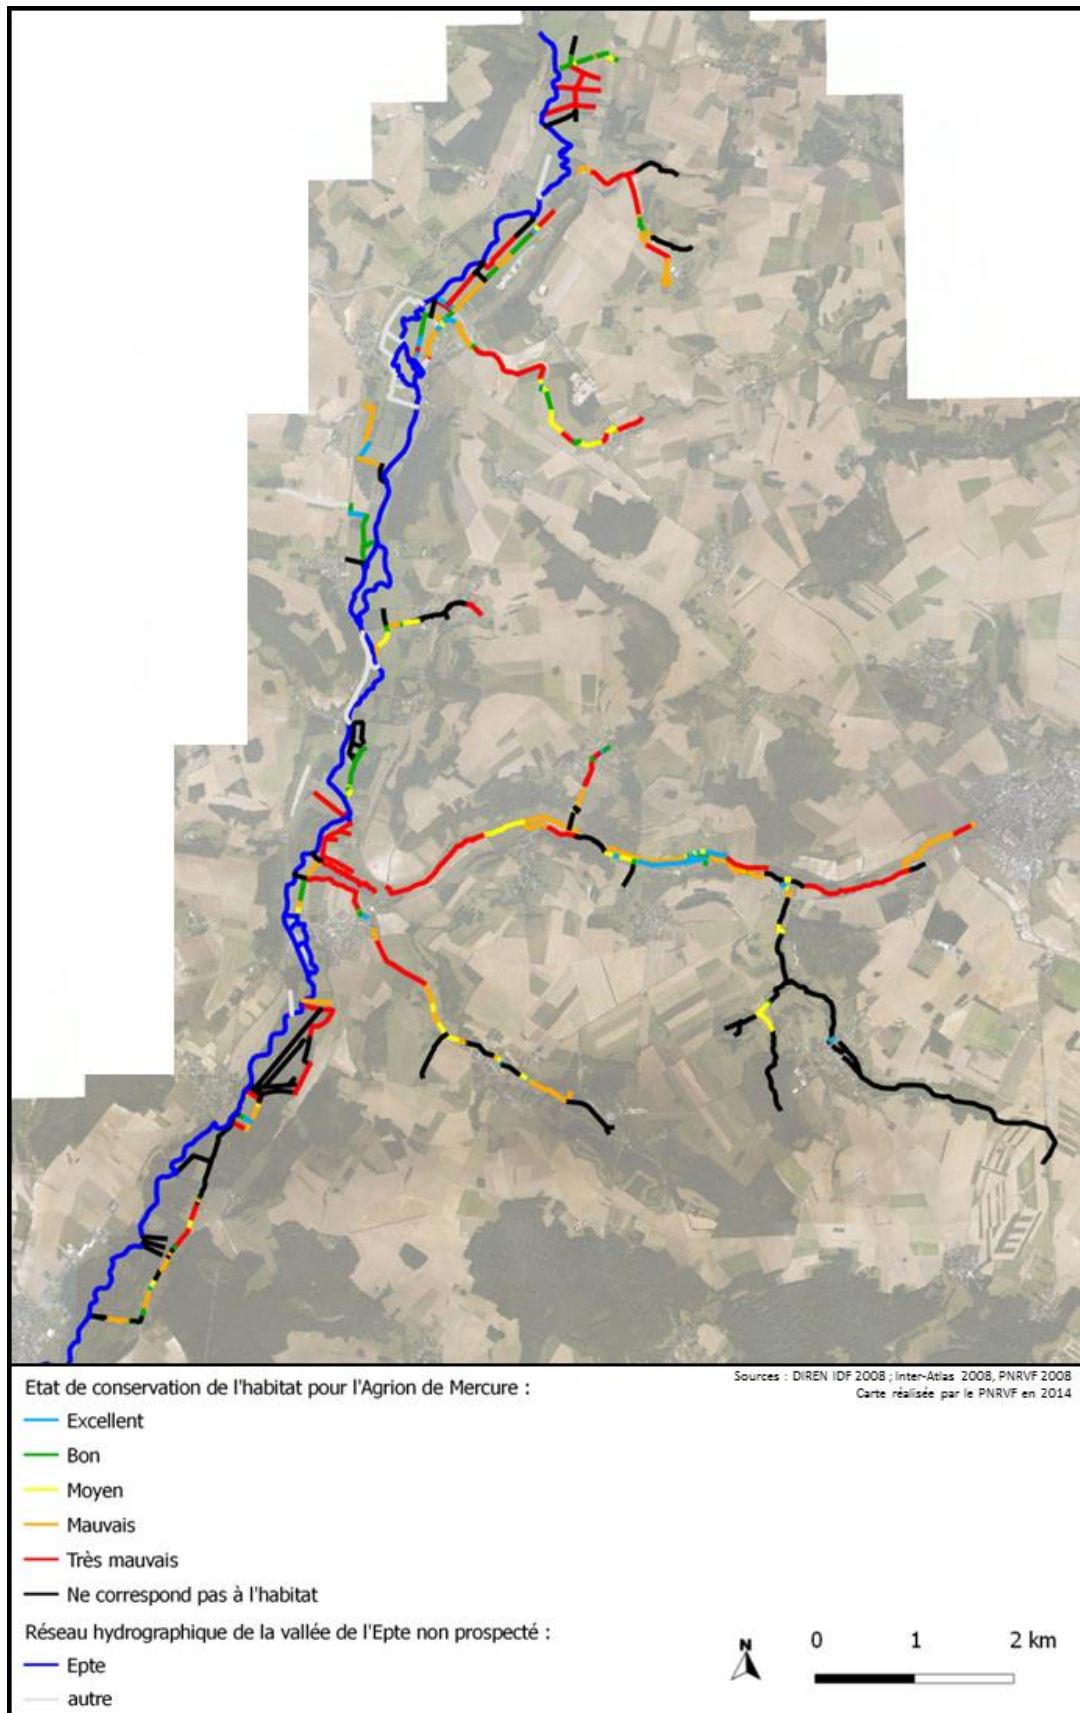 Sources : DIREN IDF 2008 ; Inter-Atlas 2008, PNRVF 2008
Carte réalisée par le PNRVF en 2014
Etat de conservation de l'habitat pour l'Agrion de Mercure :
Excellent
Bon
Moyen
Mauvais
Très mauvais
Ne correspond pas à l'habitat
Réseau hydrographique de la vallée de l'Epte non prospecté :
Epte
autre
N
0 1 2 km